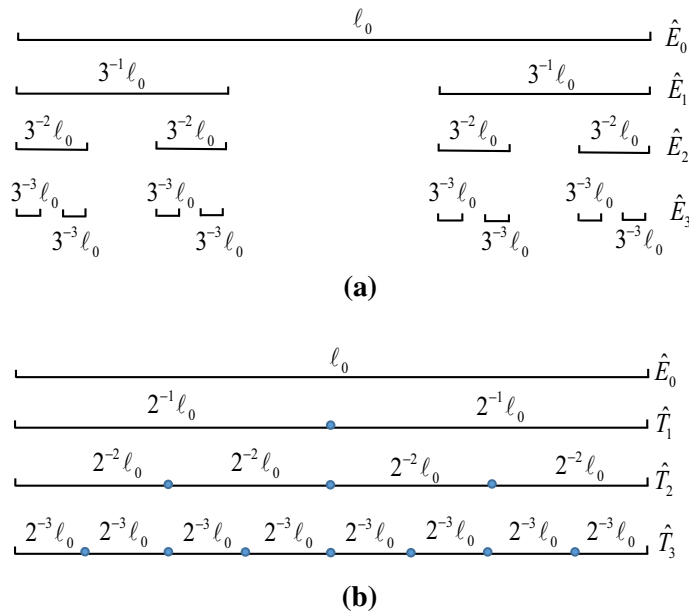 ℓ₀ Ê₀
3⁻¹ℓ₀ 3⁻¹ℓ₀ Ê₁
3⁻²ℓ₀ 3⁻²ℓ₀ 3⁻²ℓ₀ 3⁻²ℓ₀ Ê₂
3⁻³ℓ₀ 3⁻³ℓ₀ 3⁻³ℓ₀ 3⁻³ℓ₀ Ê₃
3⁻³ℓ₀ 3⁻³ℓ₀ 3⁻³ℓ₀ 3⁻³ℓ₀
(a)
ℓ₀ Ê₀
2⁻¹ℓ₀ 2⁻¹ℓ₀ T̂₁
2⁻²ℓ₀ 2⁻²ℓ₀ 2⁻²ℓ₀ 2⁻²ℓ₀ T̂₂
2⁻³ℓ₀ 2⁻³ℓ₀ 2⁻³ℓ₀ 2⁻³ℓ₀ 2⁻³ℓ₀ 2⁻³ℓ₀ 2⁻³ℓ₀ 2⁻³ℓ₀ T̂₃
(b)